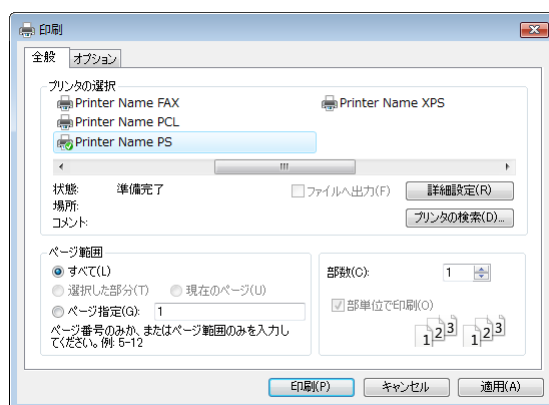 印刷
全般 オプション
プリンタの選択
Printer Name FAX Printer Name XPS
Printer Name PCL
Printer Name PS
状態: 準備完了 ファイルへ出力(F) 詳細設定(R)
場所:
コメント: プリンタの検索(D)...
ページ範囲
すべて(L) 部数(C): 1
選択した部分(T) 現在のページ(U)
部単位で印刷(O)
ページ指定(G): 1
ページ番号のみか、またはページ範囲のみを入力し
てください。例: 5-12
1 2 3 1 2 3
印刷(P) キャンセル 適用(A)